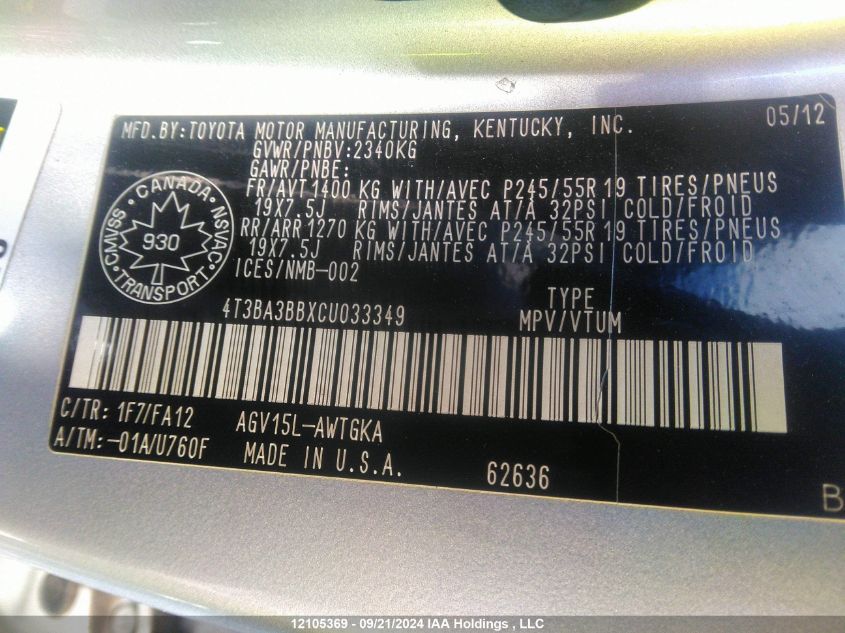 MFD.BY:TOYOTA MOTOR MANUFACTURING, KENTUCKY, INC. 05/12
GVWR/PNBV:2340KG
GAWR/PNBE:
FR/AVT1400 KG WITH/AVEC P245/55R19 TIRES/PNEUS
19X7.5J RIMS/JANTES AT/À 32PSI COLD/FROID
RR/ARR1270 KG WITH/AVEC P245/55R19 TIRES/PNEUS
19X7.5J RIMS/JANTES AT/À 32PSI COLD/FROID
ICES/NMB-002
CANADA
CMVSS 930 NSVAC
TRANSPORT
4T3BA3BBXCU033349
TYPE
MPV/VTUM
C/TR: 1F7/FA12 AGV15L-AWTGKA
A/TM:-01A/U760F MADE IN U.S.A. 62636
B
12105369 - 09/21/2024 IAA Holdings , LLC